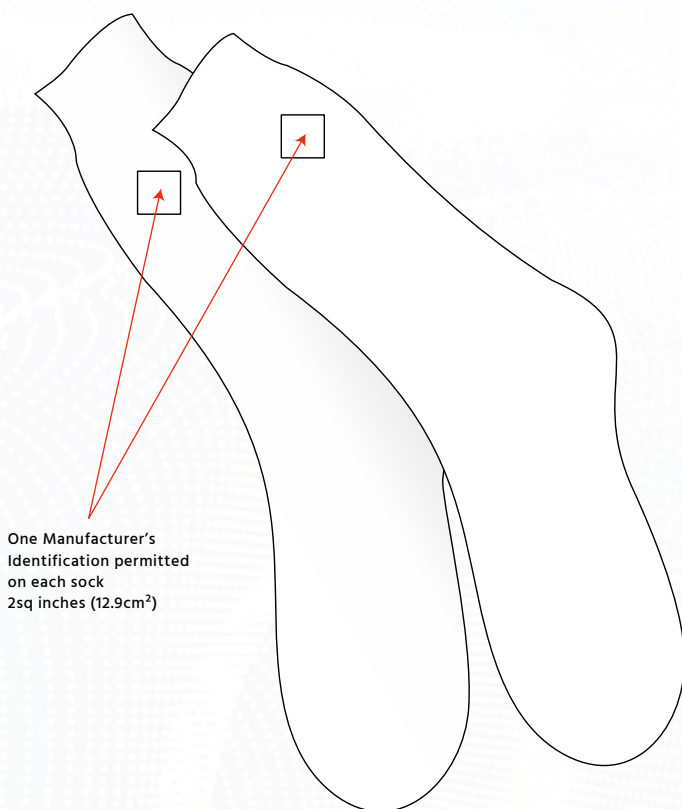 One Manufacturer’s
Identification permitted
on each sock
2sq inches (12.9cm²)